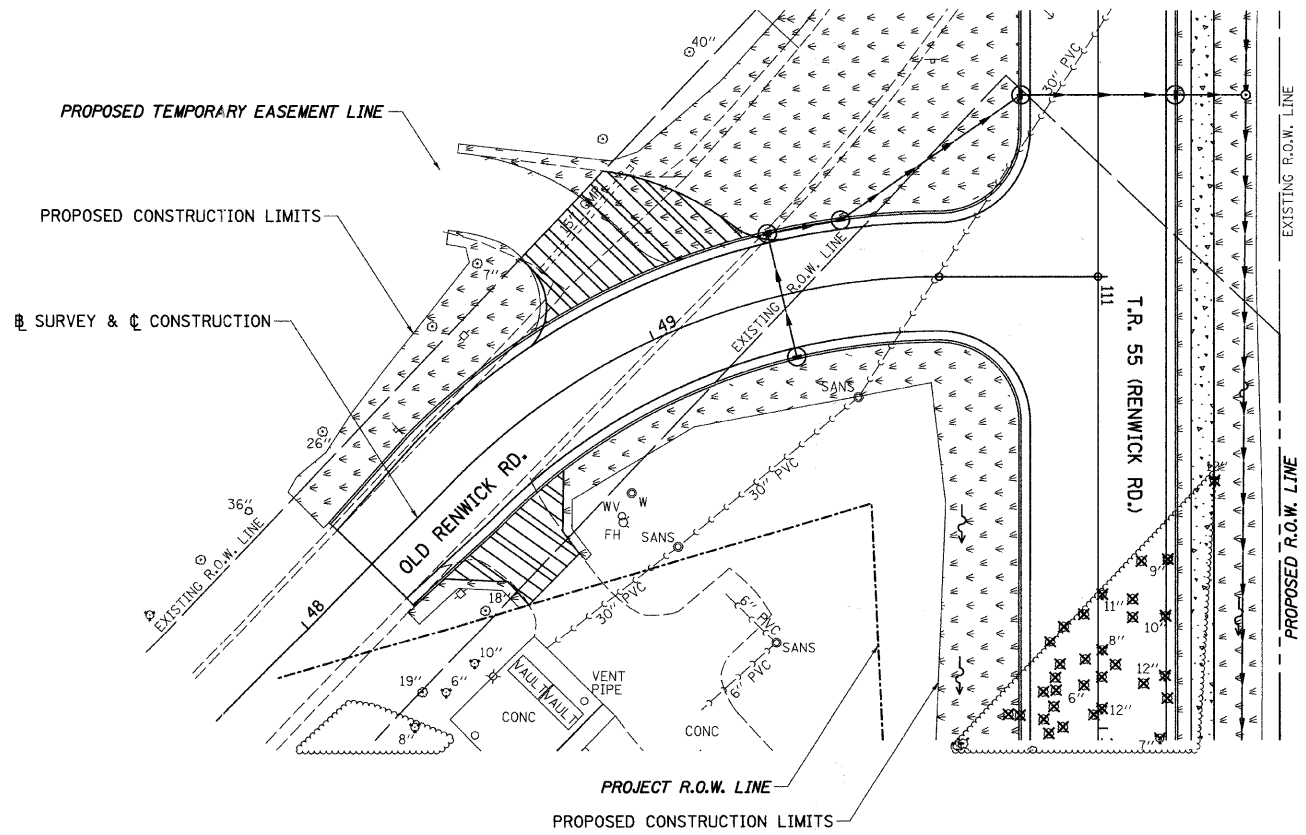 40"
30" PVC
PROPOSED TEMPORARY EASEMENT LINE
EXISTING R.O.W. LINE
PROPOSED CONSTRUCTION LIMITS
7"
EXISTING R.O.W. LINE
111
T.R. 55 (RENWICK RD.)
℄ SURVEY & ℄ CONSTRUCTION
49
SANS
26"
30" PVC
OLD RENWICK RD.
36"
WV
W
FH
SANS
PROPOSED R.O.W. LINE
EXISTING R.O.W. LINE
9"
18"
30" PVC
6" PVC
11"
10"
48
SANS
8"
10"
19"
6"
VAULT
VAULT
VENT
PIPE
6" PVC
12"
6"
12"
CONC
CONC
8"
7"
PROJECT R.O.W. LINE
PROPOSED CONSTRUCTION LIMITS